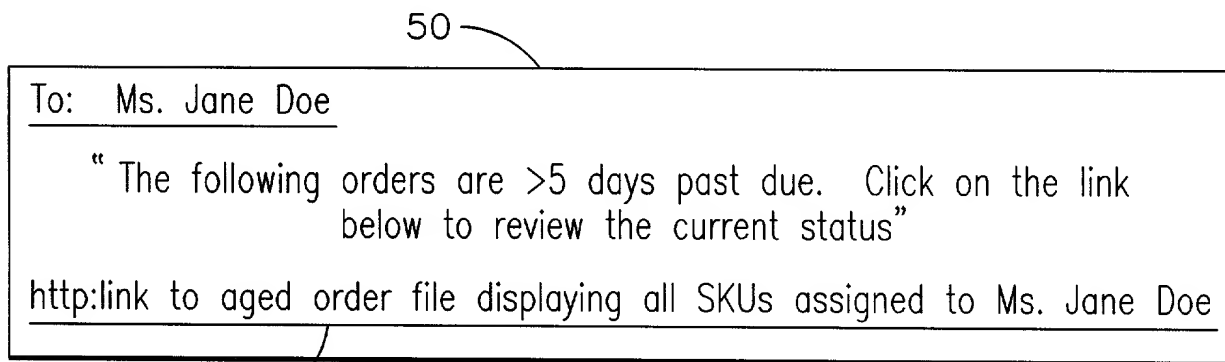 50
To: Ms. Jane Doe
“ The following orders are >5 days past due. Click on the link
below to review the current status”
http:link to aged order file displaying all SKUs assigned to Ms. Jane Doe